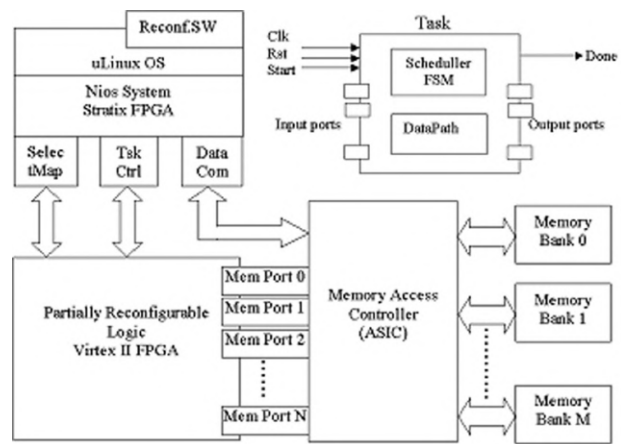 Reconf.SW
uLinux OS
Nios System
Stratix FPGA
Selec
tMap
Tsk
Ctrl
Data
Com
Task
Clk
Rst
Start
Scheduller
FSM
DataPath
Done
Input ports
Output ports
Partially Reconfigurable
Logic
Virtex II FPGA
Mem Port 0
Mem Port 1
Mem Port 2
Mem Port N
Memory Access
Controller
(ASIC)
Memory
Bank 0
Memory
Bank 1
Memory
Bank M